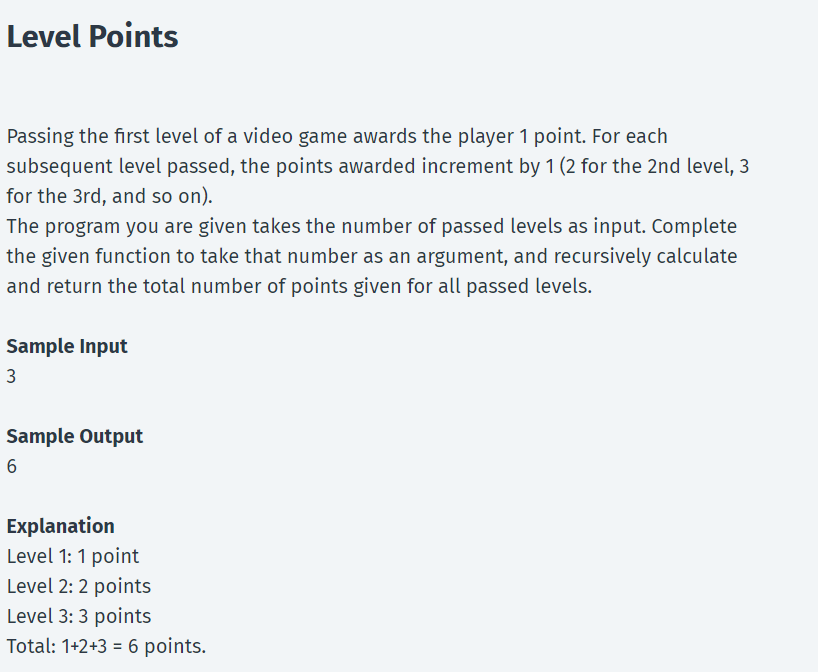 Level Points
Passing the first level of a video game awards the player 1 point. For each
subsequent level passed, the points awarded increment by 1 (2 for the 2nd level, 3
for the 3rd, and so on).
The program you are given takes the number of passed levels as input. Complete
the given function to take that number as an argument, and recursively calculate
and return the total number of points given for all passed levels.
Sample Input
3
Sample Output
6
Explanation
Level 1: 1 point
Level 2: 2 points
Level 3: 3 points
Total: 1+2+3 = 6 points.